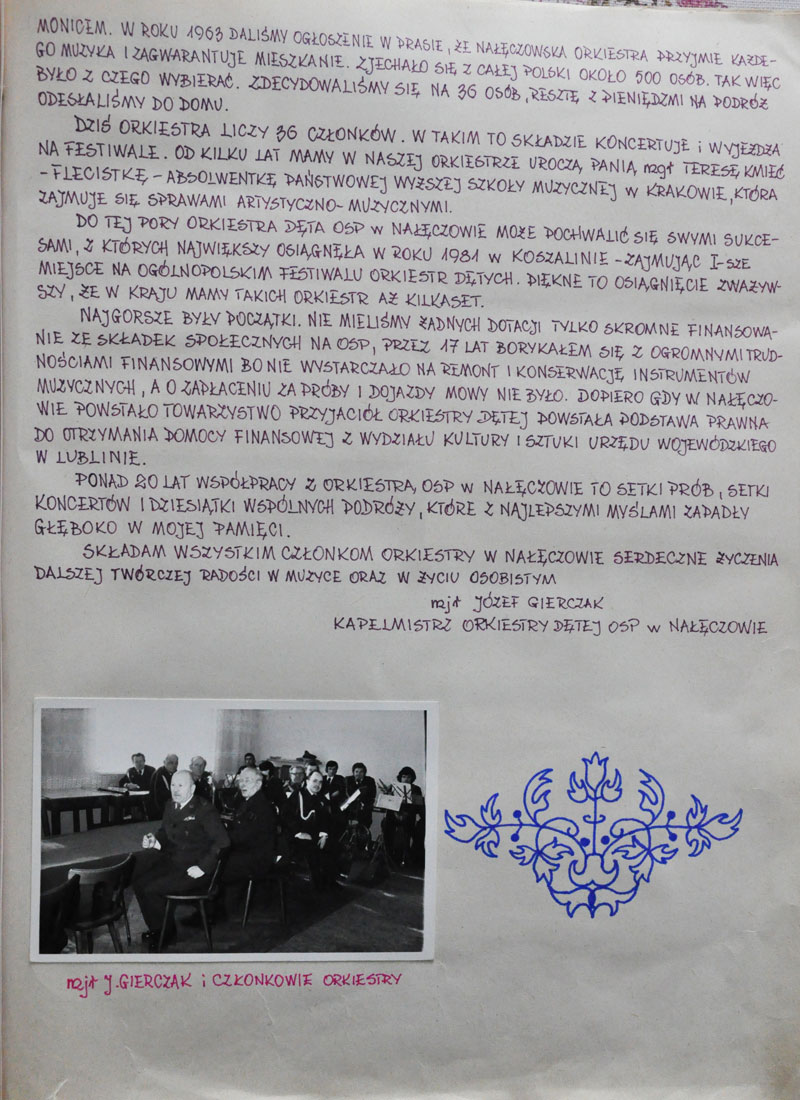 MONICEM. W ROKU 1963 DALIŚMY OGŁOSZENIE W PRASIE, ŻE NAŁĘCZOWSKA ORKIESTRA PRZYJMIE KAŻDE-
GO MUZYKA I ZAGWARANTUJE MIESZKANIE. ZJECHAŁO SIĘ Z CAŁEJ POLSKI OKOŁO 500 OSÓB. TAK WIĘC
BYŁO Z CZEGO WYBIERAĆ. ZDECYDOWALIŚMY SIĘ NA 36 OSÓB, RESZTĘ Z PIENIĘDZMI NA PODRÓŻ
ODESŁALIŚMY DO DOMU.
DZIŚ ORKIESTRA LICZY 36 CZŁONKÓW. W TAKIM TO SKŁADZIE KONCERTUJE i WYJEŻDŻA
NA FESTIWALE. OD KILKU LAT MAMY W NASZEJ ORKIESTRZE UROCZĄ PANIĄ mgr TERESĘ KMIEĆ
- FLECISTKĘ - ABSOLWENTKĘ PAŃSTWOWEJ WYŻSZEJ SZKOŁY MUZYCZNEJ w KRAKOWIE, KTÓRA
ZAJMUJE SIĘ SPRAWAMI ARTYSTYCZNO-MUZYCZNYMI.
DO TEJ PORY ORKIESTRA DĘTA OSP w NAŁĘCZOWIE MOŻE POCHWALIĆ SIĘ SWYMI SUKCE-
SAMI, Z KTÓRYCH NAJWIĘKSZY OSIĄGNĘŁA W ROKU 1981 w KOSZALINIE - ZAJMUJĄC I-SZE
MIEJSCE NA OGÓLNOPOLSKIM FESTIWALU ORKIESTR DĘTYCH. PIĘKNE TO OSIĄGNIĘCIE ZWAŻYW-
SZY, ŻE W KRAJU MAMY TAKICH ORKIESTR AŻ KILKASET.
NAJGORSZE BYŁY POCZĄTKI. NIE MIELIŚMY ŻADNYCH DOTACJI TYLKO SKROMNE FINANSOWA-
NIE ZE SKŁADEK SPOŁECZNYCH NA OSP, PRZEZ 17 LAT BORYKAŁEM SIĘ Z OGROMNYMI TRUD-
NOŚCIAMI FINANSOWYMI BO NIE WYSTARCZAŁO NA REMONT I KONSERWACJĘ INSTRUMENTÓW
MUZYCZNYCH, A O ZAPŁACENIU ZA PRÓBY I DOJAZDY MOWY NIE BYŁO. DOPIERO GDY W NAŁĘCZO-
WIE POWSTAŁO TOWARZYSTWO PRZYJACIÓŁ ORKIESTRY DĘTEJ POWSTAŁA PODSTAWA PRAWNA
DO OTRZYMANIA POMOCY FINANSOWEJ Z WYDZIAŁU KULTURY I SZTUKI URZĘDU WOJEWÓDZKIEGO
W LUBLINIE.
PONAD 20 LAT WSPÓŁPRACY Z ORKIESTRĄ OSP W NAŁĘCZOWIE TO SETKI PRÓB, SETKI
KONCERTÓW I DZIESIĄTKI WSPÓLNYCH PODRÓŻY, KTÓRE Z NAJLEPSZYMI MYŚLAMI ZAPADŁY
GŁĘBOKO W MOJEJ PAMIĘCI.
SKŁADAM WSZYSTKIM CZŁONKOM ORKIESTRY W NAŁĘCZOWIE SERDECZNE ŻYCZENIA
DALSZEJ TWÓRCZEJ RADOŚCI W MUZYCE ORAZ W ŻYCIU OSOBISTYM
mjr JÓZEF GIERCZAK
KAPELMISTRZ ORKIESTRY DĘTEJ OSP w NAŁĘCZOWIE
mjr J. GIERCZAK i CZŁONKOWIE ORKIESTRY